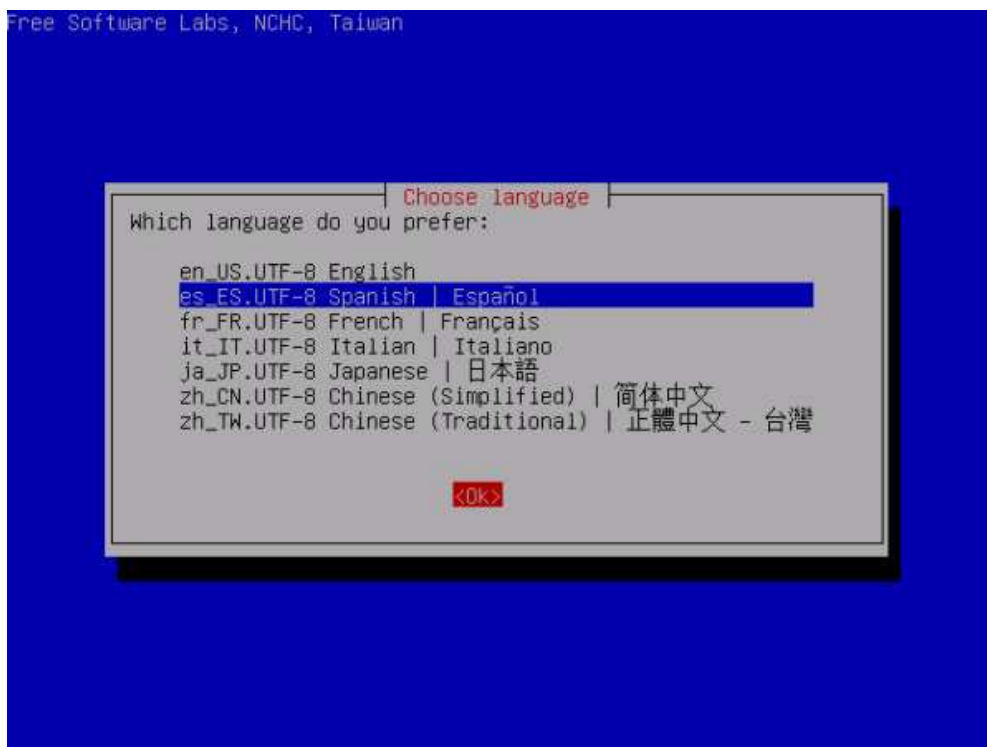 Free Software Labs, NCHC, Taiwan
Choose language
Which language do you prefer:
en_US.UTF-8 English
es_ES.UTF-8 Spanish | Español
fr_FR.UTF-8 French | Français
it_IT.UTF-8 Italian | Italiano
ja_JP.UTF-8 Japanese | 日本語
zh_CN.UTF-8 Chinese (Simplified) | 简体中文
zh_TW.UTF-8 Chinese (Traditional) | 正體中文 - 台灣
<Ok>